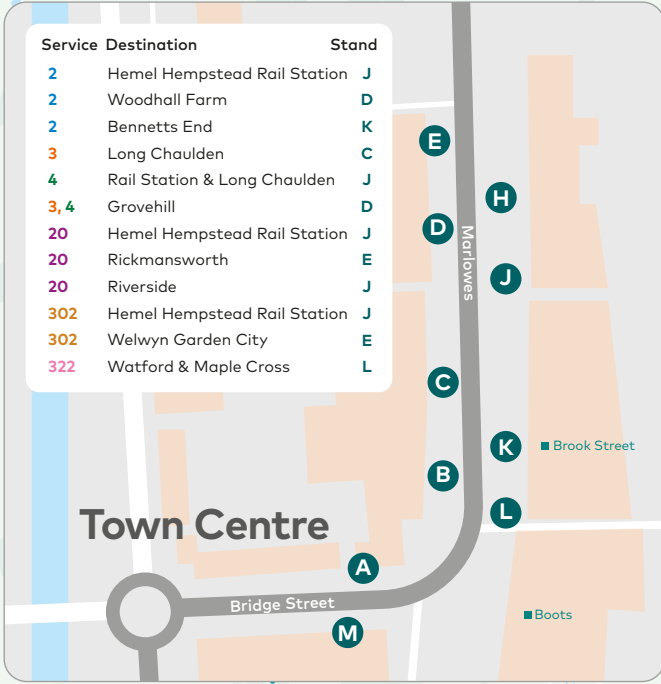 Service Destination Stand
2 Hemel Hempstead Rail Station J
2 Woodhall Farm D
2 Bennetts End K
3 Long Chaulden C
4 Rail Station & Long Chaulden J
3, 4 Grovehill D
20 Hemel Hempstead Rail Station J
20 Rickmansworth E
20 Riverside J
302 Hemel Hempstead Rail Station J
302 Welwyn Garden City E
322 Watford & Maple Cross L
E
H
D
Marlowes
J
C
K
Brook Street
B
L
Town Centre
A
Bridge Street
M
Boots